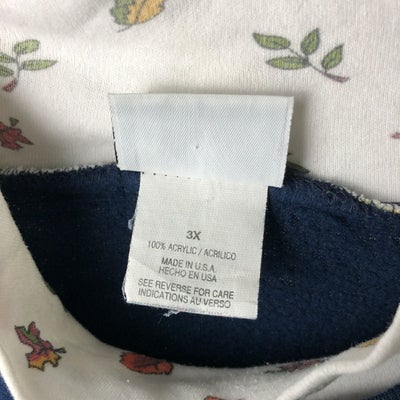 3X
100% ACRYLIC / ACRILICO
MADE IN U.S.A.
HECHO EN USA
SEE REVERSE FOR CARE
INDICATIONS AU VERSO